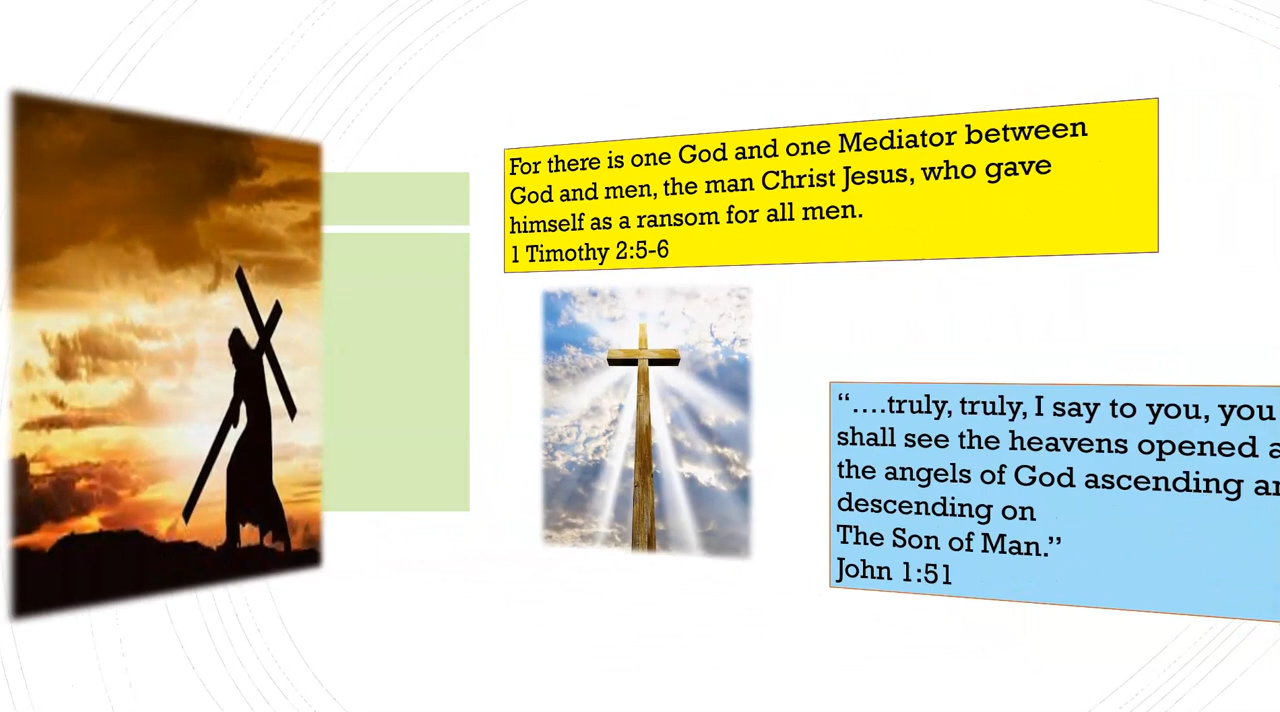 For there is one God and one Mediator between
God and men, the man Christ Jesus, who gave
himself as a ransom for all men.
1 Timothy 2:5-6
“....truly, truly, I say to you, you
shall see the heavens opened
the angels of God ascending
descending on
The Son of Man.”
John 1:51